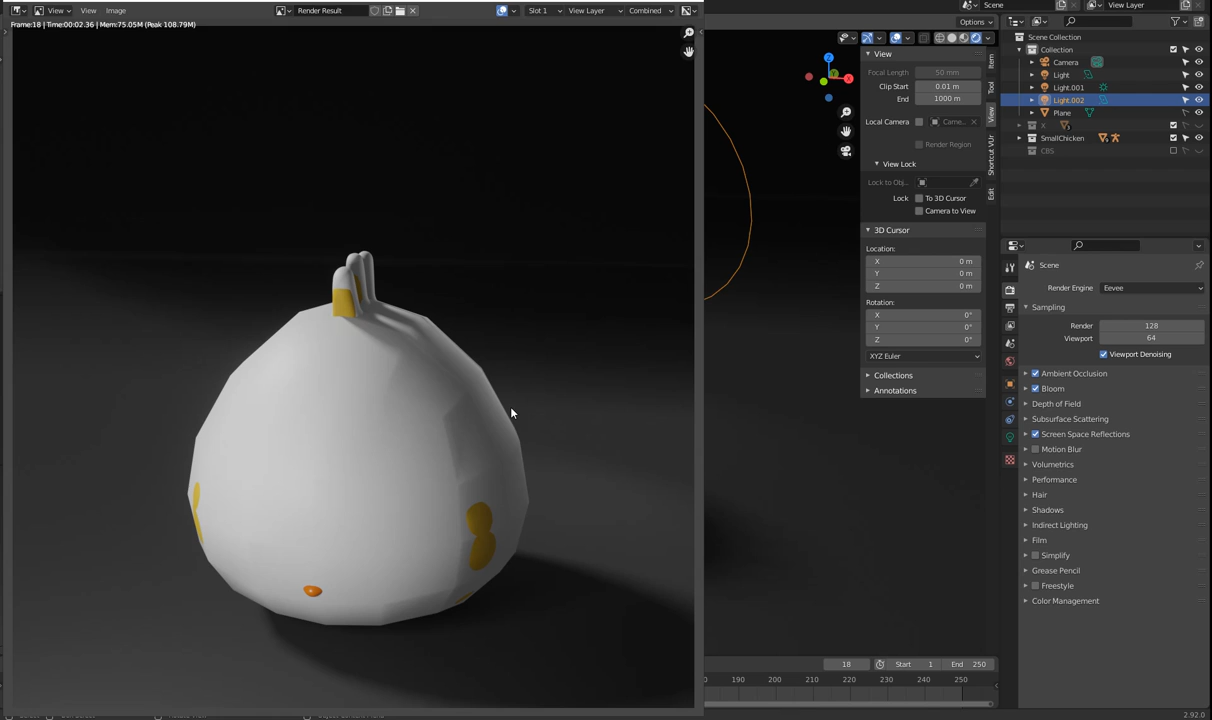 View View Image Render Result Slot 1 View Layer Combined
Frame:18 | Time:00:02.36 | Mem:75.05M (Peak 108.79M)
Scene View Layer
Options
Scene Collection
Collection
Camera
Light
Light.001
Light.002
Plane
X
SmallChicken
CBS
View
Focal Length 50 mm
Clip Start 0.01 m
End 1000 m
Local Camera Came...
Render Region
View Lock
Lock to Obj...
Lock To 3D Cursor
Camera to View
3D Cursor
Location:
X 0 m
Y 0 m
Z 0 m
Rotation:
X 0°
Y 0°
Z 0°
XYZ Euler
Collections
Annotations
Item
Tool
View
Shortcut VUr
Edit
X
Scene
Render Engine Eevee
Sampling
Render 128
Viewport 64
Viewport Denoising
Ambient Occlusion
Bloom
Depth of Field
Subsurface Scattering
Screen Space Reflections
Motion Blur
Volumetrics
Performance
Hair
Shadows
Indirect Lighting
Film
Simplify
Grease Pencil
Freestyle
Color Management
18 Start 1 End 250
190 200 210 220 230 240 250
2.92.0